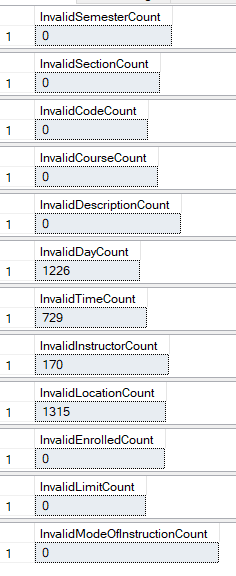 InvalidSemesterCount
1 0
InvalidSectionCount
1 0
InvalidCodeCount
1 0
InvalidCourseCount
1 0
InvalidDescriptionCount
1 0
InvalidDayCount
1 1226
InvalidTimeCount
1 729
InvalidInstructorCount
1 170
InvalidLocationCount
1 1315
InvalidEnrolledCount
1 0
InvalidLimitCount
1 0
InvalidModeOfInstructionCount
1 0